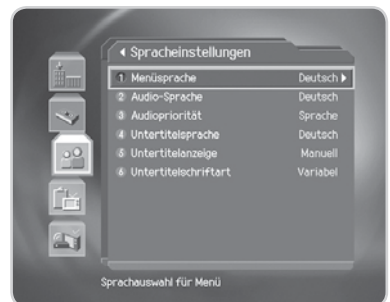 ◀ Spracheinstellungen
1 Menüsprache Deutsch ▶
2 Audio-Sprache Deutsch
3 Audiopriorität Sprache
4 Untertitelsprache Deutsch
5 Untertitelanzeige Manuell
6 Untertitelschriftart Variabel
Sprachauswahl für Menü